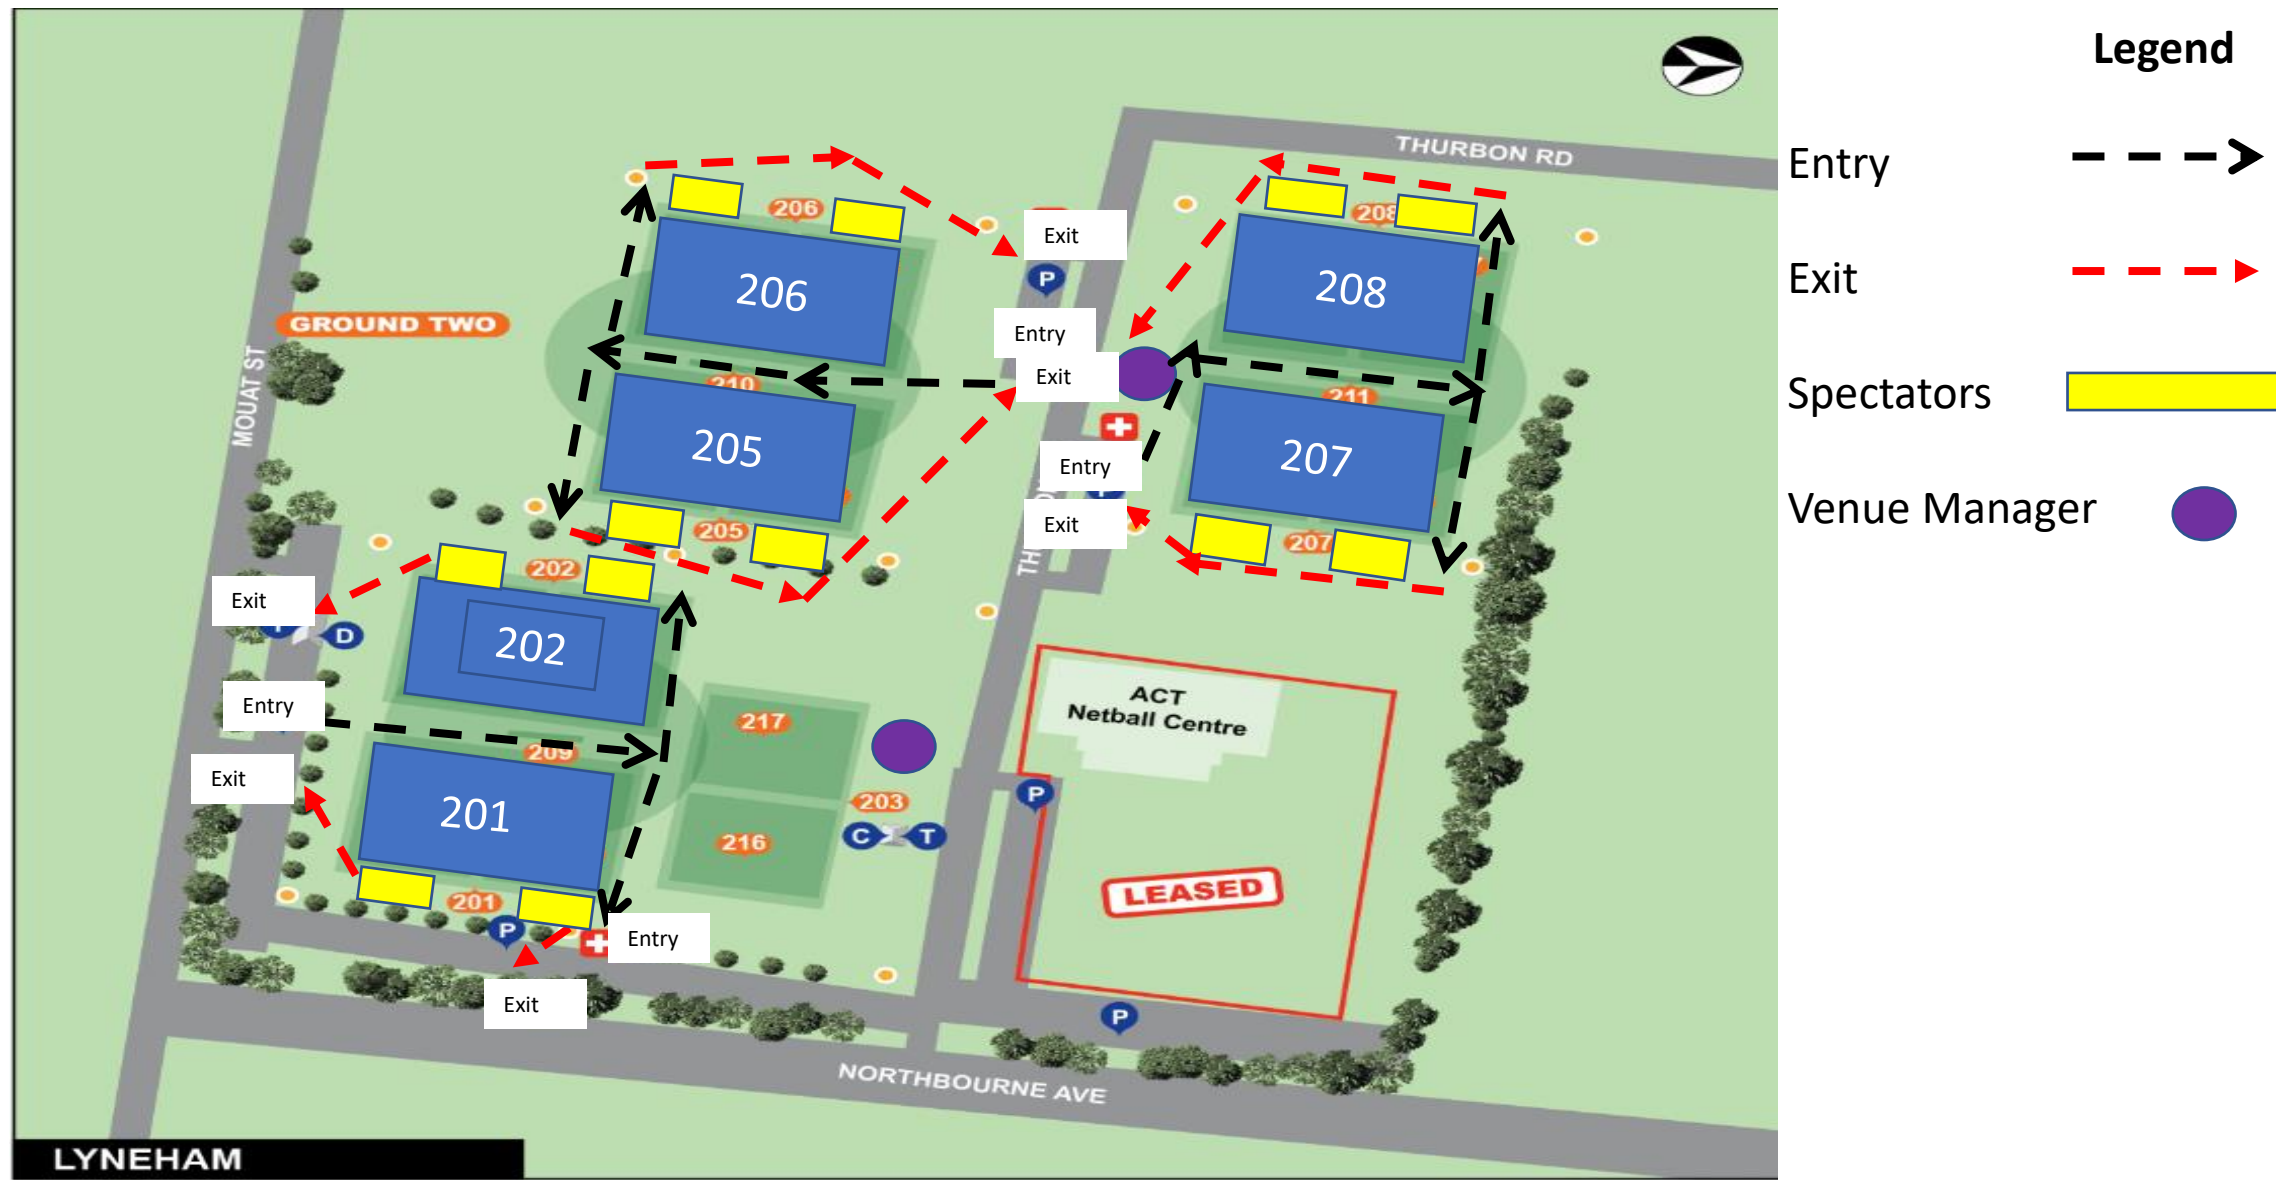 Legend
THURBON RD
Entry
Exit
Spectators
Venue Manager
206
208
Exit
P
206
208
GROUND TWO
Entry
MOUAT ST
Exit
210
211
205
207
Entry
Exit
205
207
202
Exit
D
202
ACT
Netball Centre
Entry
217
209
Exit
P
203
201
C
T
216
LEASED
201
P
Entry
Exit
P
NORTHBOURNE AVE
LYNEHAM